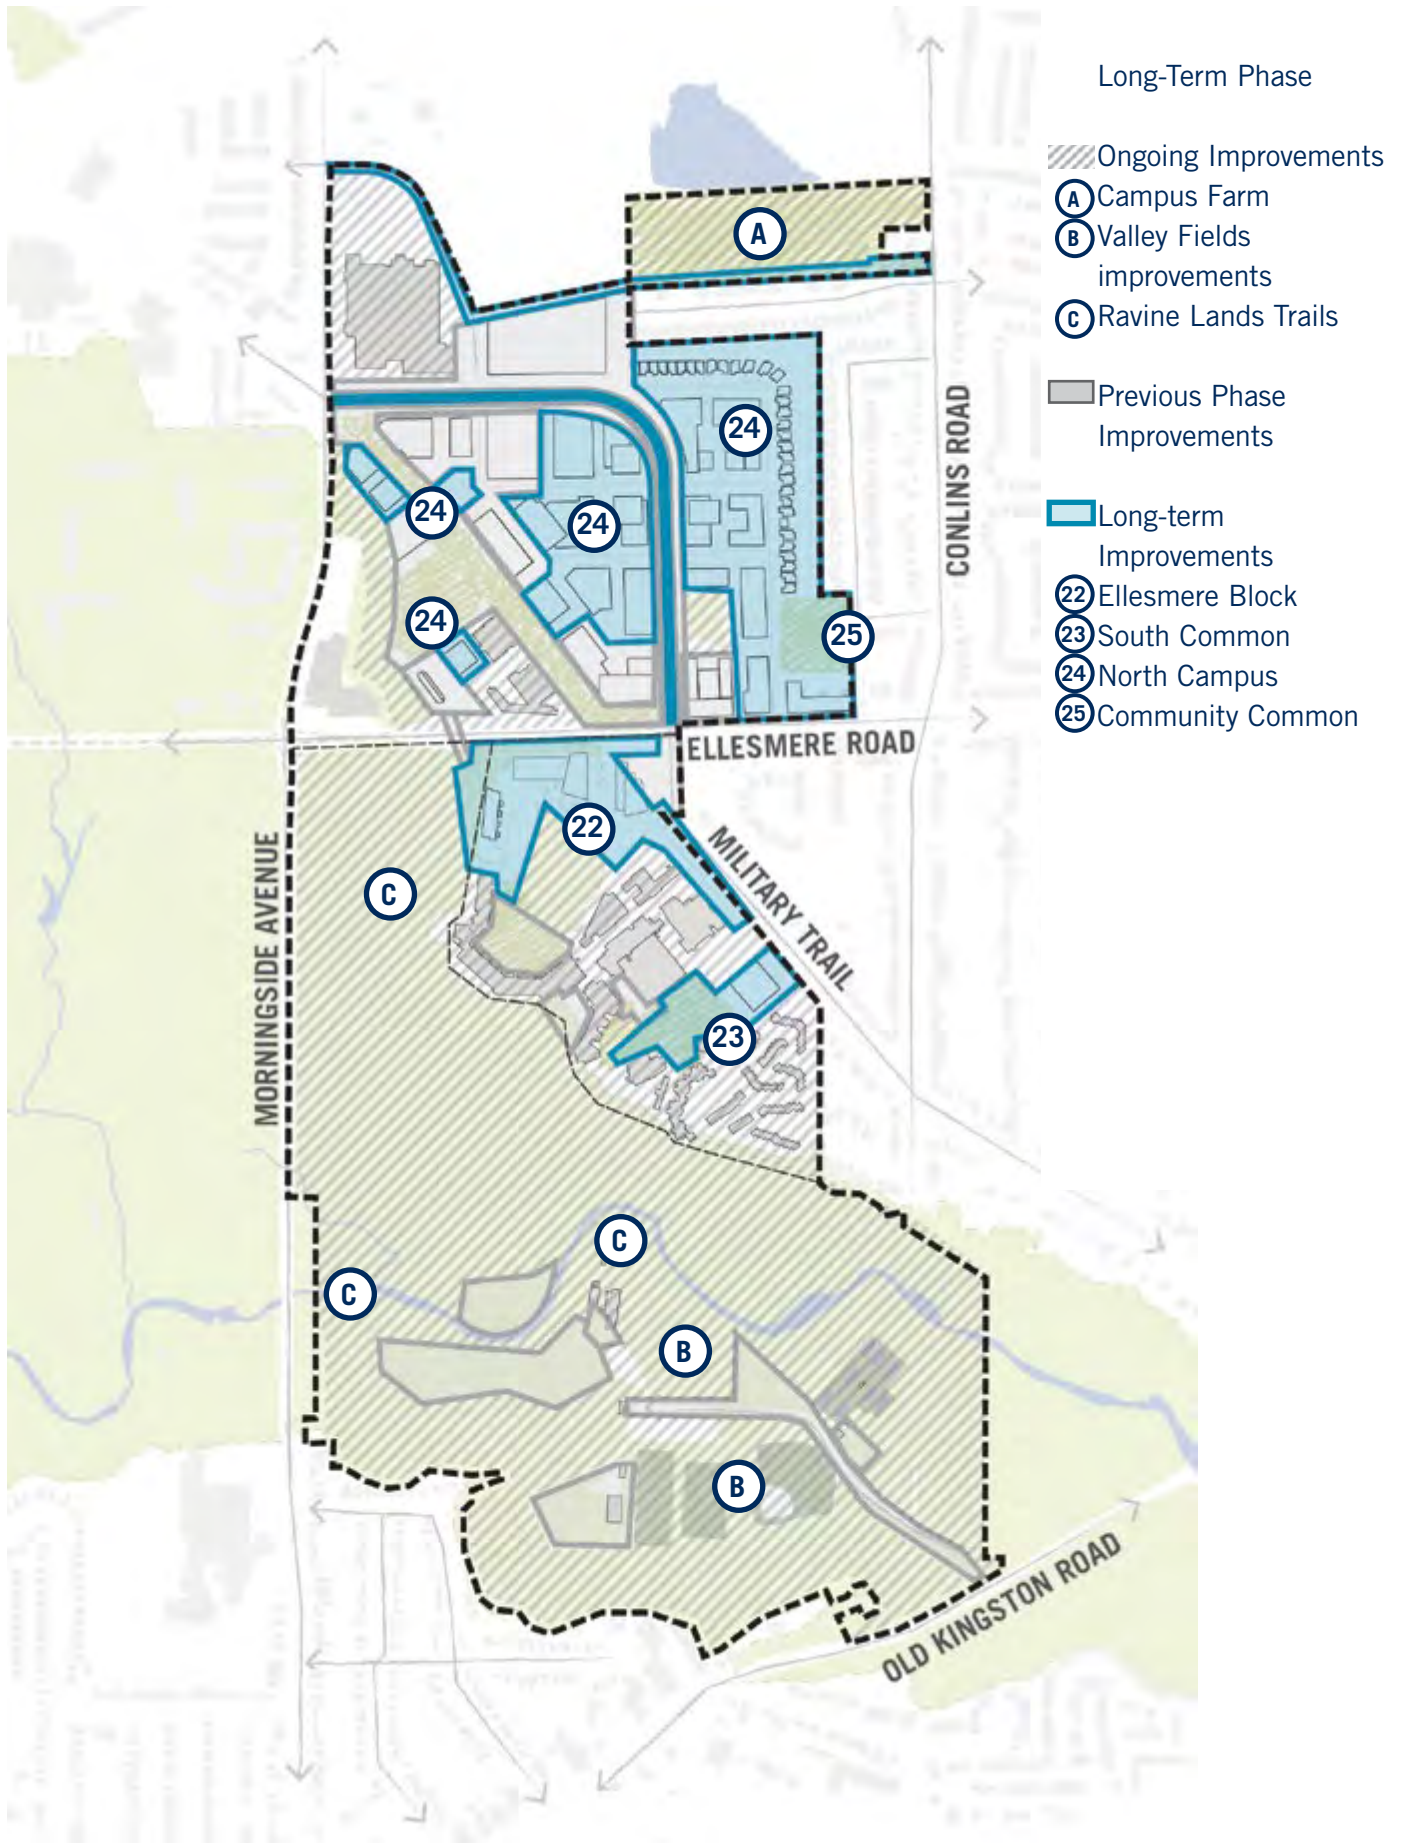 Long-Term Phase
Ongoing Improvements
A Campus Farm
B Valley Fields
improvements
C Ravine Lands Trails
Previous Phase
Improvements
Long-term
Improvements
22 Ellesmere Block
23 South Common
24 North Campus
25 Community Common
A
24
CONLINS ROAD
24
24
24
25
ELLESMERE ROAD
22
MILITARY TRAIL
C
MORNINGSIDE AVENUE
23
C
C
B
B
OLD KINGSTON ROAD